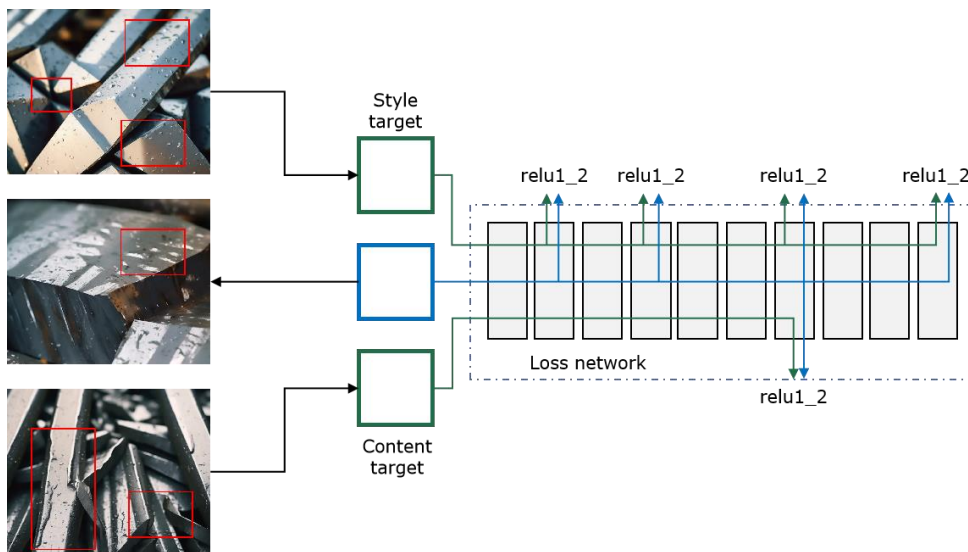 Style
target
relu1_2
relu1_2
relu1_2
relu1_2
Loss network
relu1_2
Content
target